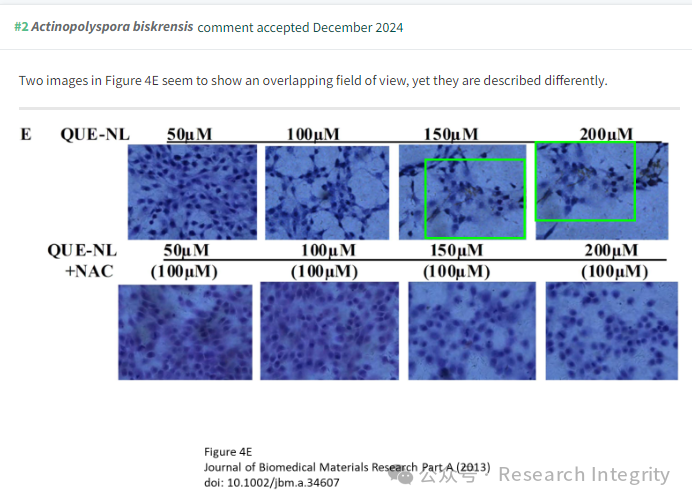 #2 Actinopolyspora biskrensis comment accepted December 2024
Two images in Figure 4E seem to show an overlapping field of view, yet they are described differently.
E QUE-NL 50μM 100μM 150μM 200μM
QUE-NL 50μM 100μM 150μM 200μM
+NAC (100μM) (100μM) (100μM) (100μM)
Figure 4E
Journal of Biomedical Materials Research Part A (2013)
doi: 10.1002/jbm.a.34607
公众号 · Research Integrity